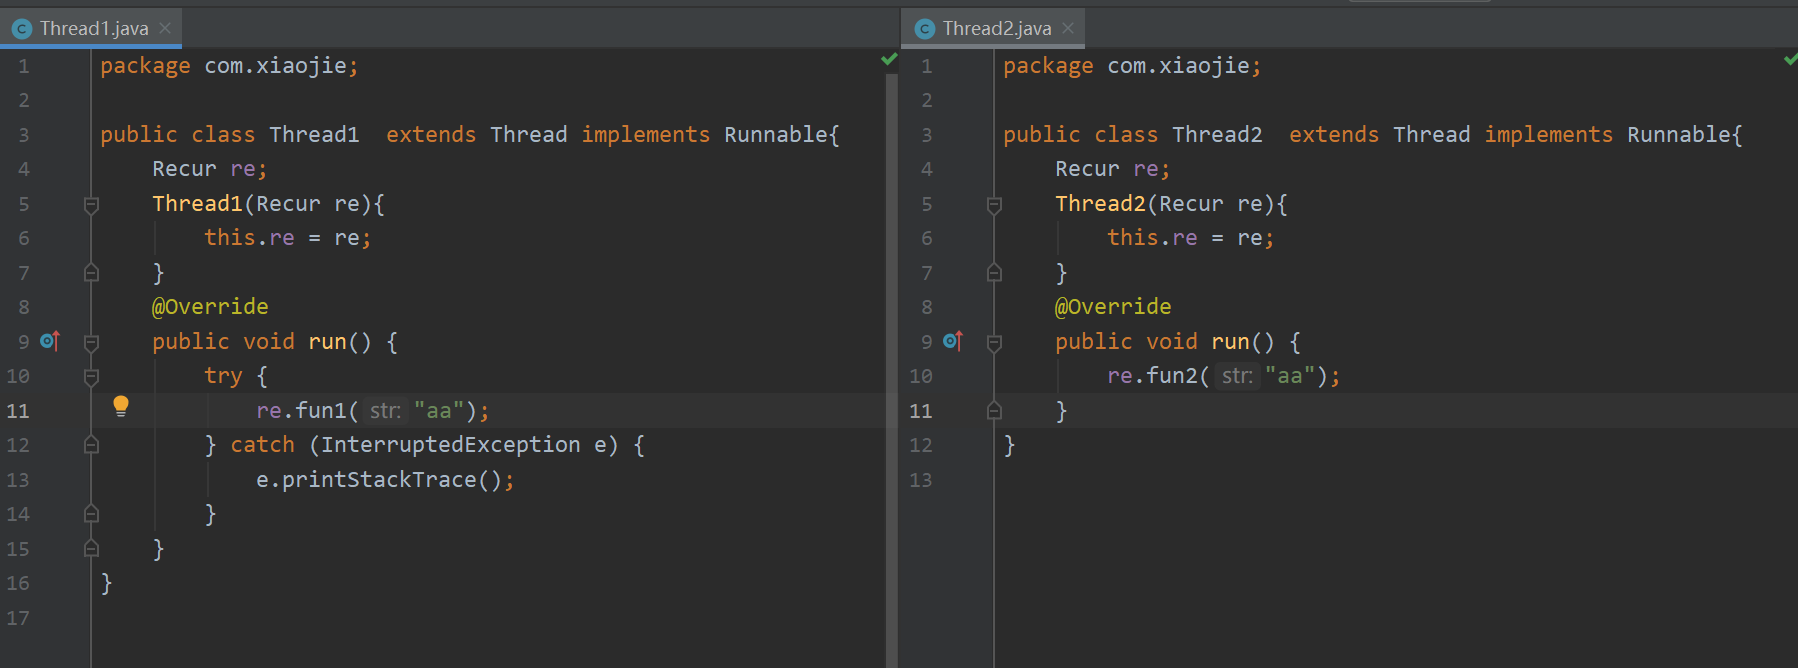 Thread1.java
1 package com.xiaojie;
2
3 public class Thread1  extends Thread implements Runnable{
4     Recur re;
5     Thread1(Recur re){
6         this.re = re;
7     }
8     @Override
9     public void run() {
10         try {
11             re.fun1( str: "aa");
12         } catch (InterruptedException e) {
13             e.printStackTrace();
14         }
15     }
16 }
17
Thread2.java
1 package com.xiaojie;
2
3 public class Thread2  extends Thread implements Runnable{
4     Recur re;
5     Thread2(Recur re){
6         this.re = re;
7     }
8     @Override
9     public void run() {
10         re.fun2( str: "aa");
11     }
12 }
13